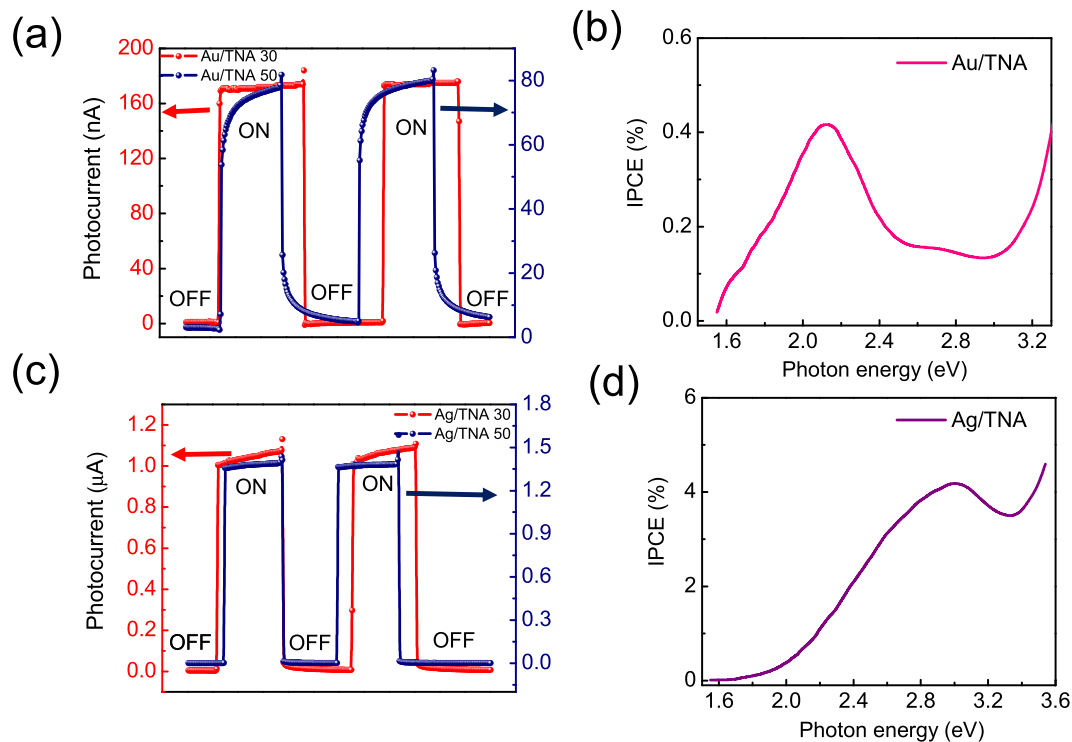 (a)
Au/TNA 30
Au/TNA 50
Photocurrent (nA)
200
160
120
80
40
0
80
60
40
20
0
ON
ON
OFF
OFF
OFF
(b)
Au/TNA
IPCE (%)
0.6
0.4
0.2
0.0
1.6
2.0
2.4
2.8
3.2
Photon energy (eV)
(c)
Ag/TNA 30
Ag/TNA 50
Photocurrent (μA)
1.2
1.0
0.8
0.6
0.4
0.2
0.0
1.8
1.5
1.2
0.9
0.6
0.3
0.0
ON
ON
OFF
OFF
OFF
(d)
Ag/TNA
IPCE (%)
6
4
2
0
1.6
2.0
2.4
2.8
3.2
3.6
Photon energy (eV)